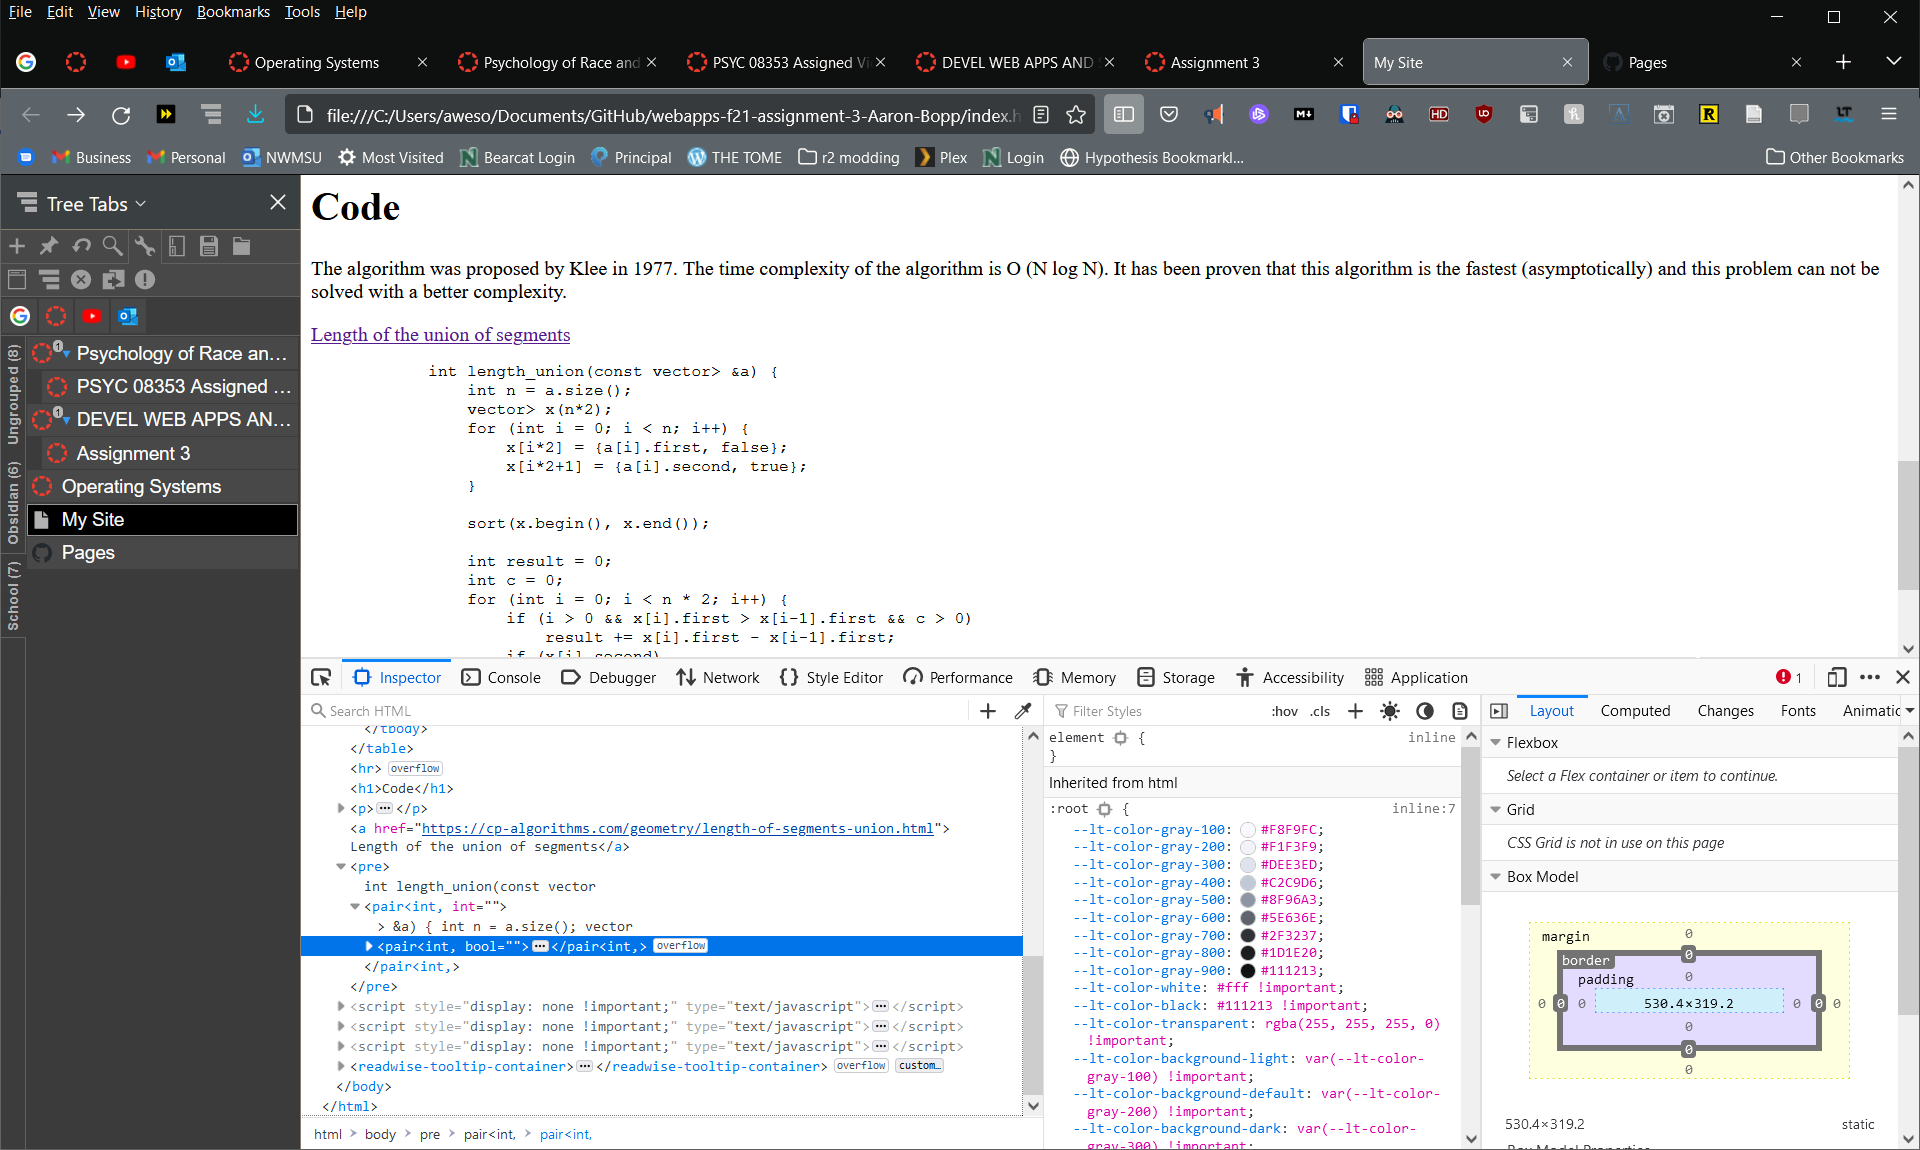 File Edit View History Bookmarks Tools Help
Operating Systems
Psychology of Race and
PSYC 08353 Assigned Vi
DEVEL WEB APPS AND
Assignment 3
My Site
Pages
file:///C:/Users/aweso/Documents/GitHub/webapps-f21-assignment-3-Aaron-Bopp/index.h
Business Personal NWMSU Most Visited Bearcat Login Principal THE TOME r2 modding Plex Login Hypothesis Bookmarkl... Other Bookmarks
Tree Tabs
Ungrouped (8)
Obsidian (6)
School (7)
Psychology of Race an...
PSYC 08353 Assigned ...
DEVEL WEB APPS AN...
Assignment 3
Operating Systems
My Site
Pages
Code
The algorithm was proposed by Klee in 1977. The time complexity of the algorithm is O (N log N). It has been proven that this algorithm is the fastest (asymptotically) and this problem can not be
solved with a better complexity.
Length of the union of segments
int length_union(const vector> &a) {
int n = a.size();
vector> x(n*2);
for (int i = 0; i < n; i++) {
x[i*2] = {a[i].first, false};
x[i*2+1] = {a[i].second, true};
}
sort(x.begin(), x.end());
int result = 0;
int c = 0;
for (int i = 0; i < n * 2; i++) {
if (i > 0 && x[i].first > x[i-1].first && c > 0)
result += x[i].first - x[i-1].first;
if (x[i].second)
Inspector Console Debugger Network Style Editor Performance Memory Storage Accessibility Application 1
Search HTML
</tbody>
</table>
<hr> overflow
<h1>Code</h1>
<p> ... </p>
<a href="https://cp-algorithms.com/geometry/length-of-segments-union.html">
Length of the union of segments</a>
<pre>
int length_union(const vector
<pair<int, int="">
> &a) { int n = a.size(); vector
<pair<int, bool=""> ... </pair<int,> overflow
</pair<int,>
</pre>
<script style="display: none !important;" type="text/javascript"> ... </script>
<script style="display: none !important;" type="text/javascript"> ... </script>
<script style="display: none !important;" type="text/javascript"> ... </script>
<readwise-tooltip-container> ... </readwise-tooltip-container> overflow custom...
</body>
</html>
html > body > pre > pair<int, > pair<int,
Filter Styles :hov .cls
element { inline
}
Inherited from html
:root { inline:7
--lt-color-gray-100: #F8F9FC;
--lt-color-gray-200: #F1F3F9;
--lt-color-gray-300: #DEE3ED;
--lt-color-gray-400: #C2C9D6;
--lt-color-gray-500: #8F96A3;
--lt-color-gray-600: #5E636E;
--lt-color-gray-700: #2F3237;
--lt-color-gray-800: #1D1E20;
--lt-color-gray-900: #111213;
--lt-color-white: #fff !important;
--lt-color-black: #111213 !important;
--lt-color-transparent: rgba(255, 255, 255, 0)
!important;
--lt-color-background-light: var(--lt-color-
gray-100) !important;
--lt-color-background-default: var(--lt-color-
gray-200) !important;
--lt-color-background-dark: var(--lt-color-
gray-300) !important;
Layout Computed Changes Fonts Animatic
Flexbox
Select a Flex container or item to continue.
Grid
CSS Grid is not in use on this page
Box Model
margin 0
border 0
padding 0
0 0 0 530.4×319.2 0 0 0
0
0
0
530.4×319.2 static
Box Model Properties